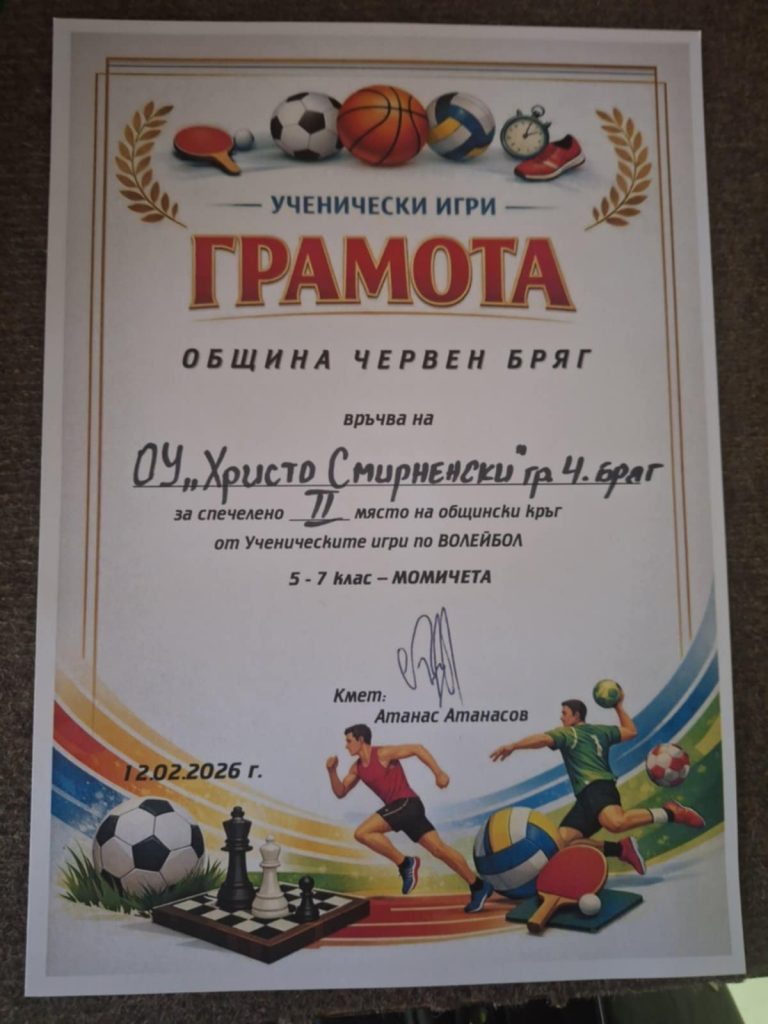 УЧЕНИЧЕСКИ ИГРИ
ГРАМОТА
ОБЩИНА ЧЕРВЕН БРЯГ
връчва на
ОУ „Христо Смирненски" гр. Ч. Бряг
за спечелено II място на общински кръг
от Ученическите игри по ВОЛЕЙБОЛ
5 - 7 клас – МОМИЧЕТА
Кмет:
Атанас Атанасов
12.02.2026 г.